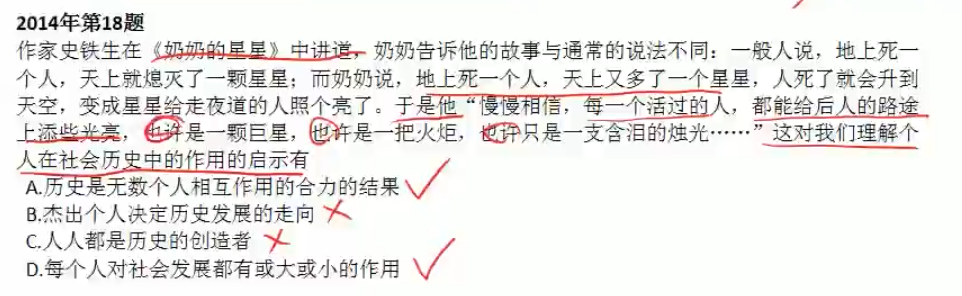 2014年第18题
作家史铁生在《奶奶的星星》中讲道，奶奶告诉他的故事与通常的说法不同：一般人说，地上死一
个人，天上就熄灭了一颗星星；而奶奶说，地上死一个人，天上又多了一个星星，人死了就会升到
天空，变成星星给走夜道的人照个亮了。于是他“慢慢相信，每一个活过的人，都能给后人的路途
上添些光亮，也许是一颗巨星，也许是一把火炬，也许只是一支含泪的烛光……”这对我们理解个
人在社会历史中的作用的启示有
A.历史是无数个人相互作用的合力的结果
B.杰出个人决定历史发展的走向
C.人人都是历史的创造者
D.每个人对社会发展都有或大或小的作用